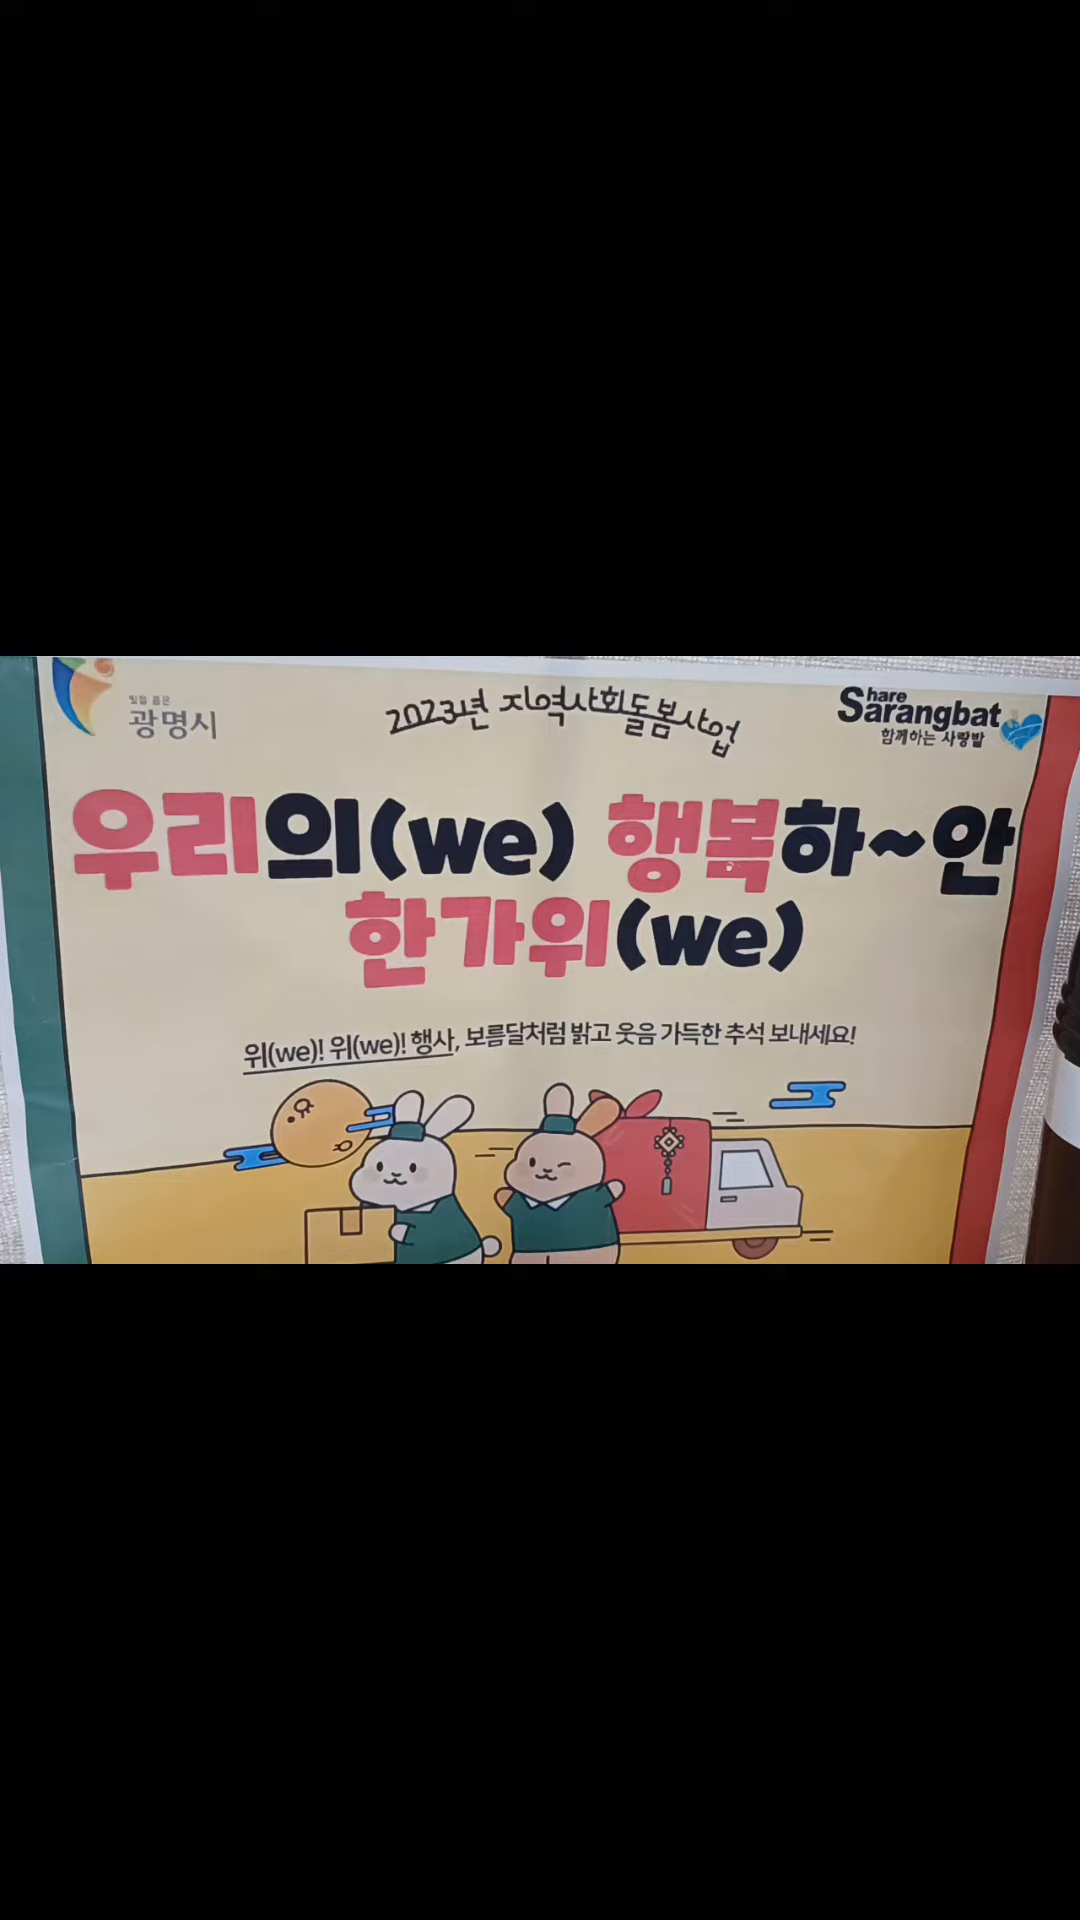 빛을 품은
광명시
2023년 지역사회돌봄사업
Share
Sarangbat
함께하는 사랑밭
우리의(we) 행복하~안
한가위(we)
위(we)! 위(we)! 행사, 보름달처럼 밝고 웃음 가득한 추석 보내세요!